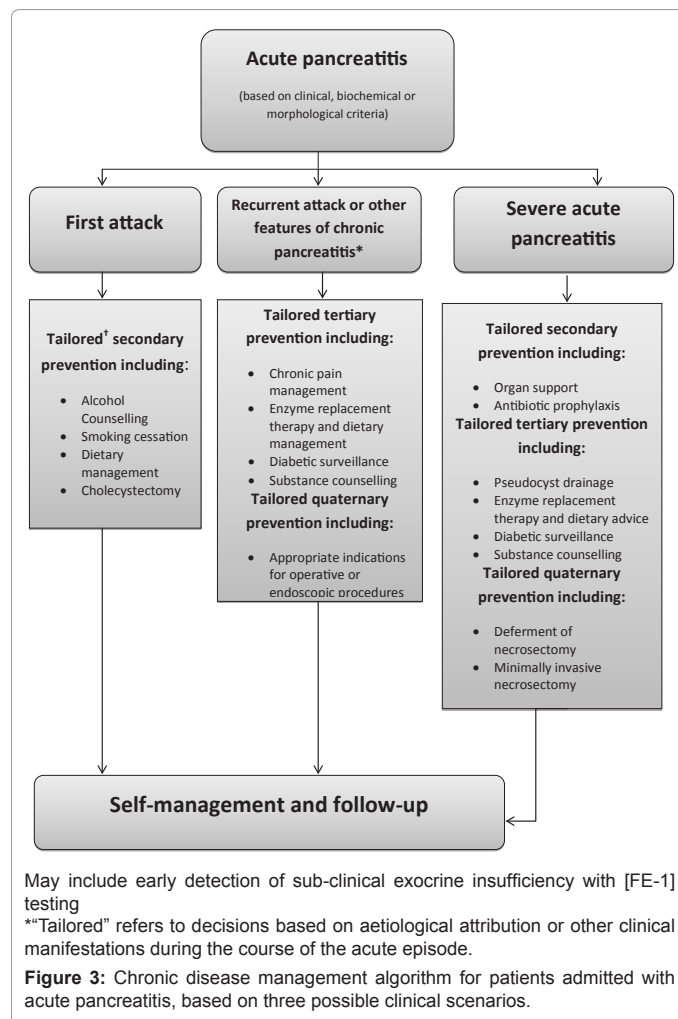 Acute pancreatitis
(based on clinical, biochemical or
morphological criteria)
First attack
Recurrent attack or other
features of chronic
pancreatitis*
Severe acute
pancreatitis
Tailored† secondary
prevention including:
• Alcohol
Counselling
• Smoking cessation
• Dietary
management
• Cholecystectomy
Tailored tertiary
prevention including:
• Chronic pain
management
• Enzyme replacement
therapy and dietary
management
• Diabetic surveillance
• Substance counselling
Tailored quaternary
prevention including:
• Appropriate indications
for operative or
endoscopic procedures
Tailored secondary
prevention including:
• Organ support
• Antibiotic prophylaxis
Tailored tertiary prevention
including:
• Pseudocyst drainage
• Enzyme replacement
therapy and dietary advice
• Diabetic surveillance
• Substance counselling
Tailored quaternary
prevention including:
• Deferment of
necrosectomy
• Minimally invasive
necrosectomy
Self-management and follow-up
May include early detection of sub-clinical exocrine insufficiency with [FE-1]
testing
*“Tailored” refers to decisions based on aetiological attribution or other clinical
manifestations during the course of the acute episode.
Figure 3: Chronic disease management algorithm for patients admitted with
acute pancreatitis, based on three possible clinical scenarios.